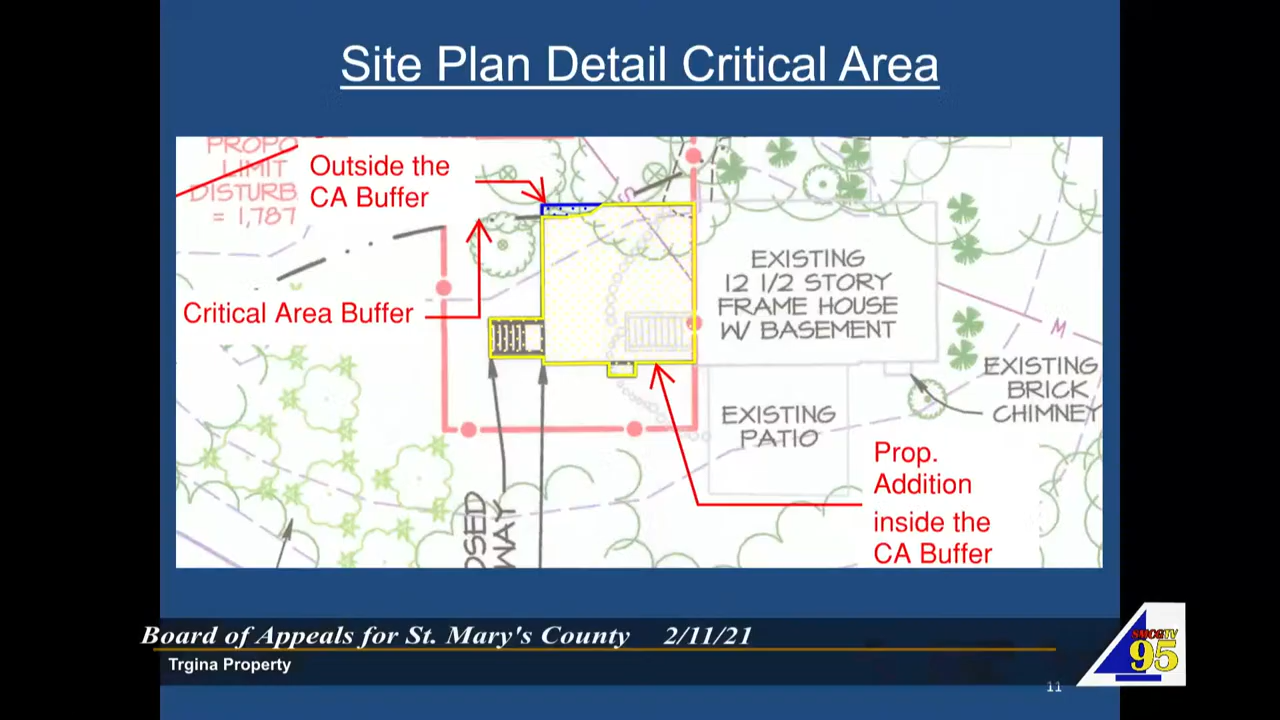 Site Plan Detail Critical Area
PROPO
LIMIT
DISTURB
= 1,787
Outside the
CA Buffer
S
Critical Area Buffer
EXISTING
12 1/2 STORY
FRAME HOUSE
W/ BASEMENT
M
EXISTING
BRICK
CHIMNEY
EXISTING
PATIO
Prop.
Addition
inside the
CA Buffer
OSED
WAY
Board of Appeals for St. Mary's County 2/11/21
Trgina Property
SMCGTV
95
11